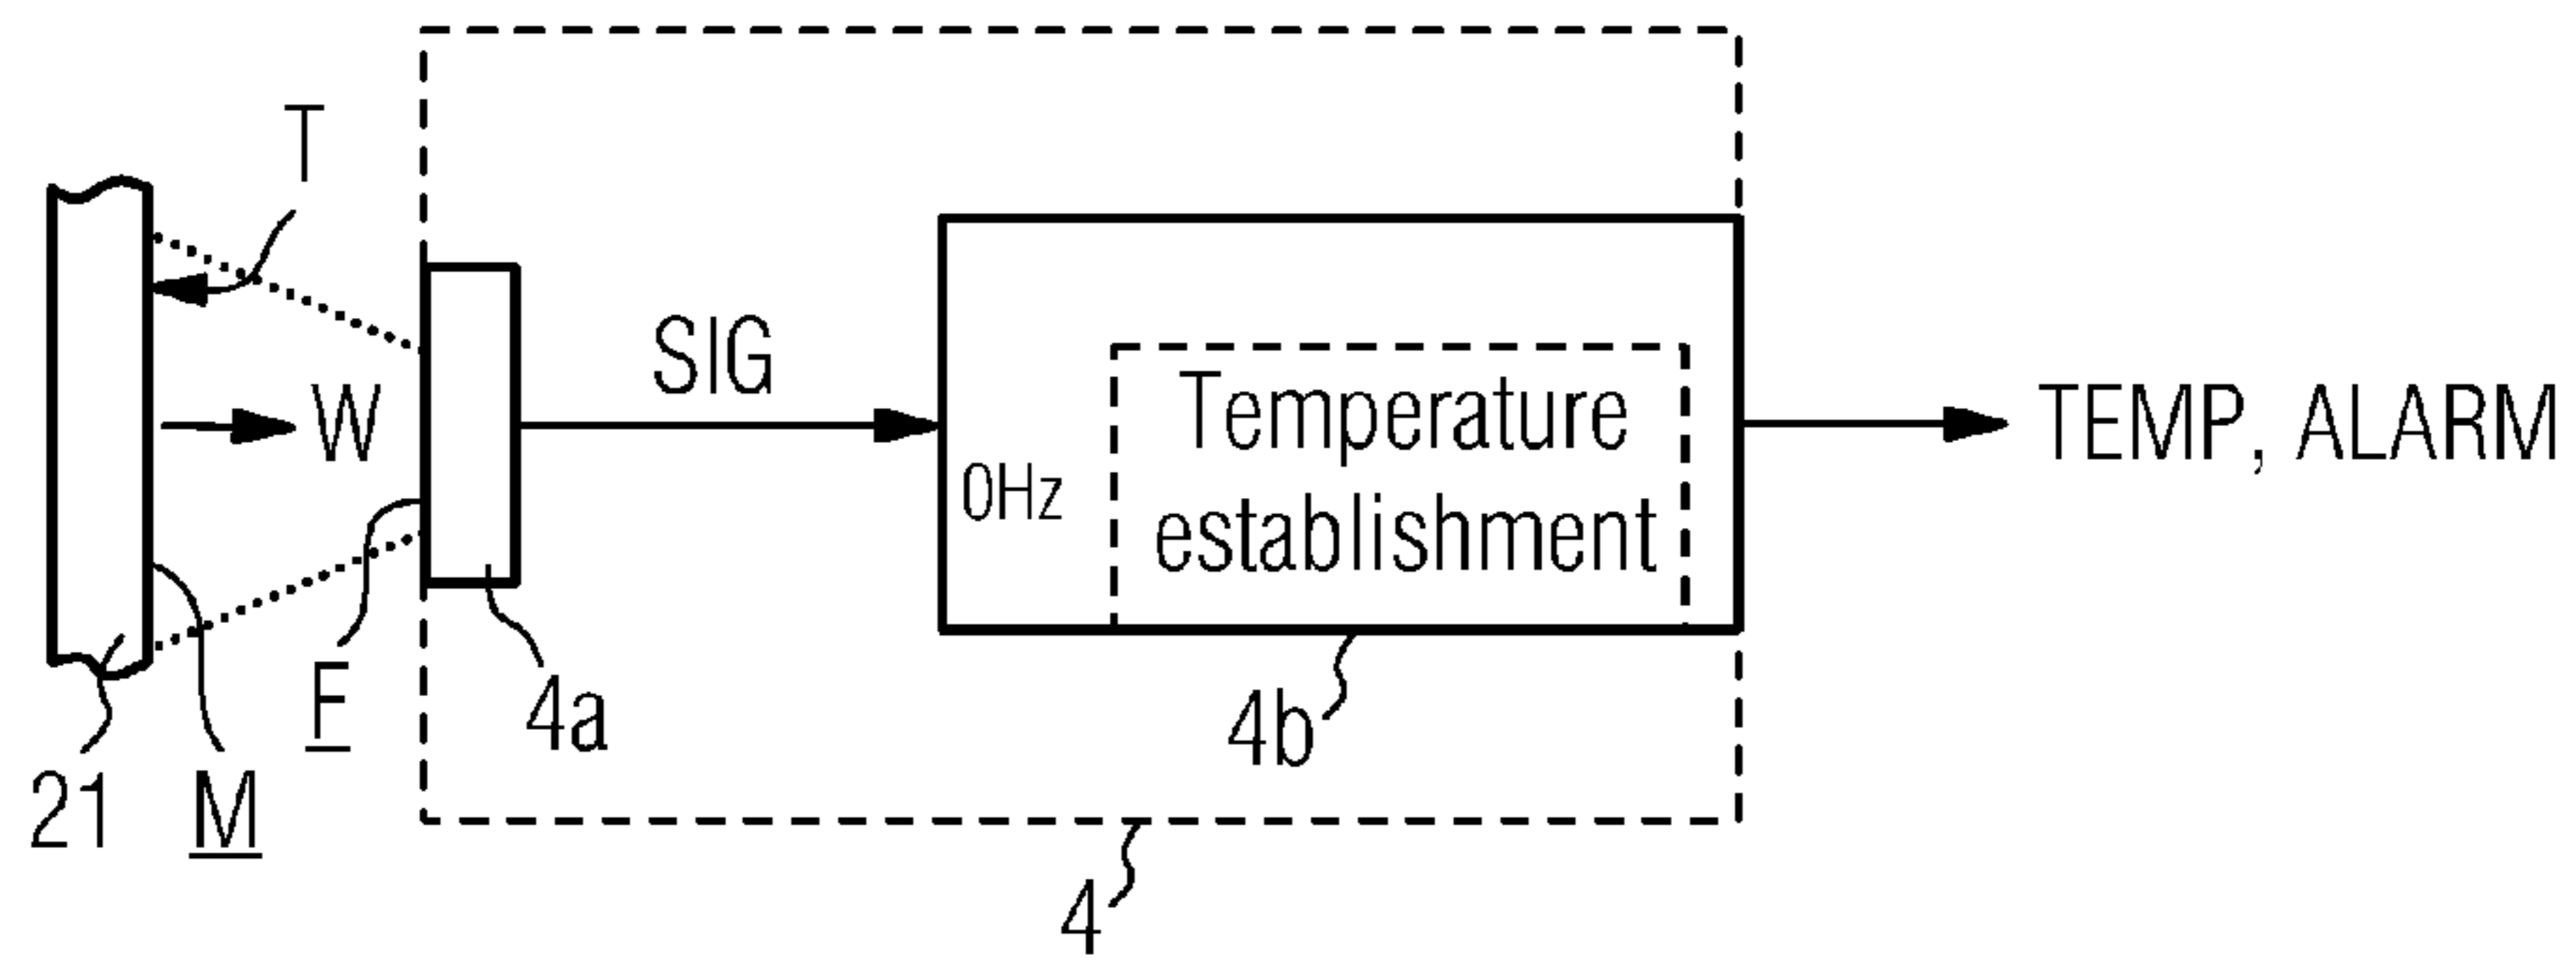 T
W
SIG
0Hz
Temperature
establishment
TEMP, ALARM
21
M
F
4a
4b
4